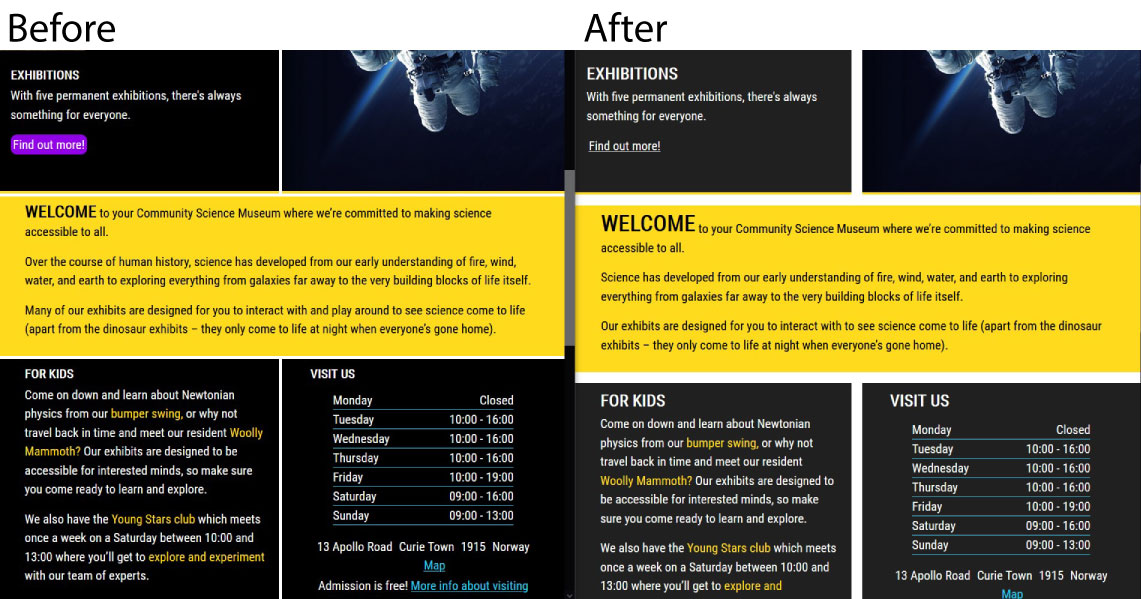 Before
EXHIBITIONS
With five permanent exhibitions, there's always
something for everyone.
Find out more!
WELCOME to your Community Science Museum where we're committed to making science
accessible to all.
Over the course of human history, science has developed from our early understanding of fire, wind,
water, and earth to exploring everything from galaxies far away to the very building blocks of life itself.
Many of our exhibits are designed for you to interact with and play around to see science come to life
(apart from the dinosaur exhibits – they only come to life at night when everyone's gone home).
FOR KIDS
Come on down and learn about Newtonian
physics from our bumper swing, or why not
travel back in time and meet our resident Woolly
Mammoth? Our exhibits are designed to be
accessible for interested minds, so make sure
you come ready to learn and explore.
We also have the Young Stars club which meets
once a week on a Saturday between 10:00 and
13:00 where you'll get to explore and experiment
with our team of experts.
VISIT US
Monday Closed
Tuesday 10:00 - 16:00
Wednesday 10:00 - 16:00
Thursday 10:00 - 16:00
Friday 10:00 - 19:00
Saturday 09:00 - 16:00
Sunday 09:00 - 13:00
13 Apollo Road Curie Town 1915 Norway
Map
Admission is free! More info about visiting
After
EXHIBITIONS
With five permanent exhibitions, there's always
something for everyone.
Find out more!
WELCOME to your Community Science Museum where we're committed to making science
accessible to all.
Science has developed from our early understanding of fire, wind, water, and earth to exploring
everything from galaxies far away to the very building blocks of life itself.
Our exhibits are designed for you to interact with to see science come to life (apart from the dinosaur
exhibits – they only come to life at night when everyone's gone home).
FOR KIDS
Come on down and learn about Newtonian
physics from our bumper swing, or why not
travel back in time and meet our resident
Woolly Mammoth? Our exhibits are designed to
be accessible for interested minds, so make
sure you come ready to learn and explore.
We also have the Young Stars club which meets
once a week on a Saturday between 10:00 and
13:00 where you'll get to explore and
VISIT US
Monday Closed
Tuesday 10:00 - 16:00
Wednesday 10:00 - 16:00
Thursday 10:00 - 16:00
Friday 10:00 - 19:00
Saturday 09:00 - 16:00
Sunday 09:00 - 13:00
13 Apollo Road Curie Town 1915 Norway
Map